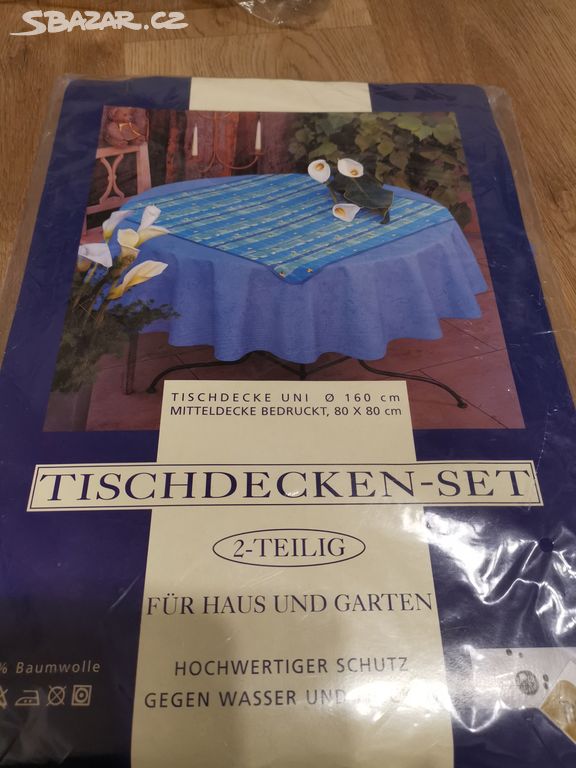 SBAZAR.CZ
TISCHDECKE UNI Ø 160 cm
MITTELDECKE BEDRUCKT, 80 X 80 cm
TISCHDECKEN-SET
2-TEILIG
FÜR HAUS UND GARTEN
% Baumwolle
HOCHWERTIGER SCHUTZ
GEGEN WASSER UND